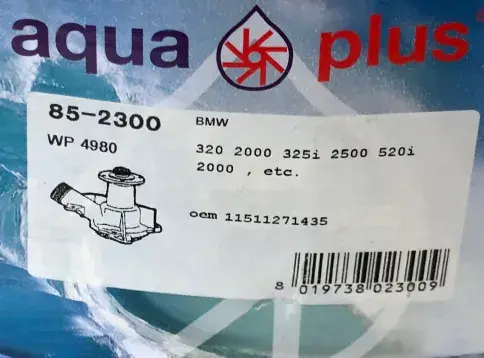 aqua plus
85-2300 BMW
WP 4980 320 2000 325i 2500 520i
2000 , etc.
oem 11511271435
8 019738 023009